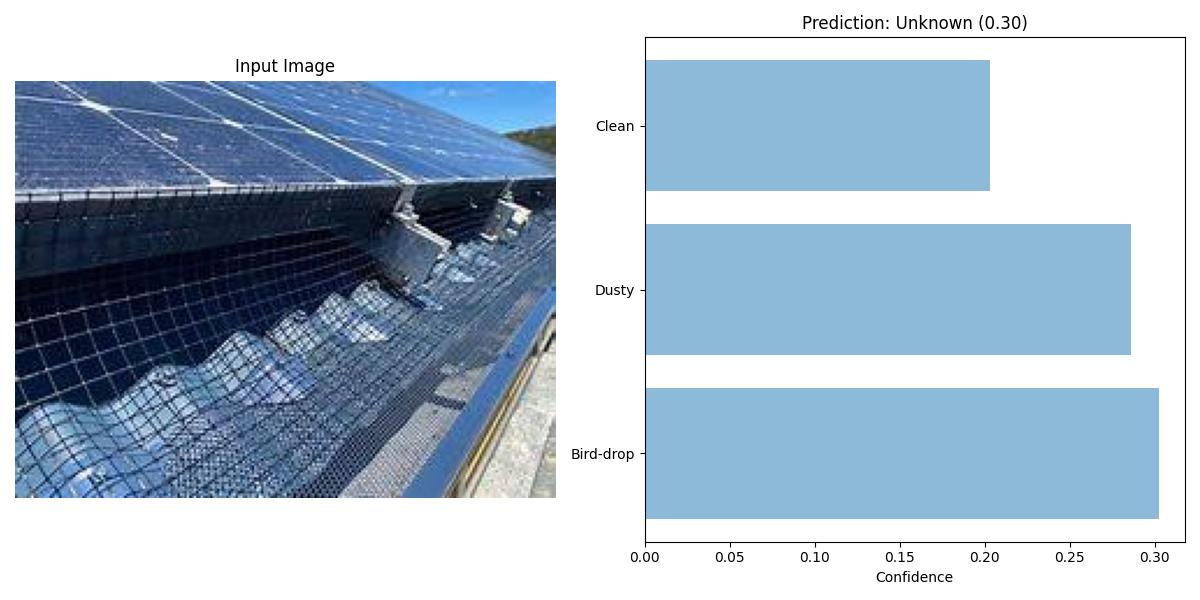 Input Image
Prediction: Unknown (0.30)
Clean
Dusty
Bird-drop
0.00 0.05 0.10 0.15 0.20 0.25 0.30
Confidence